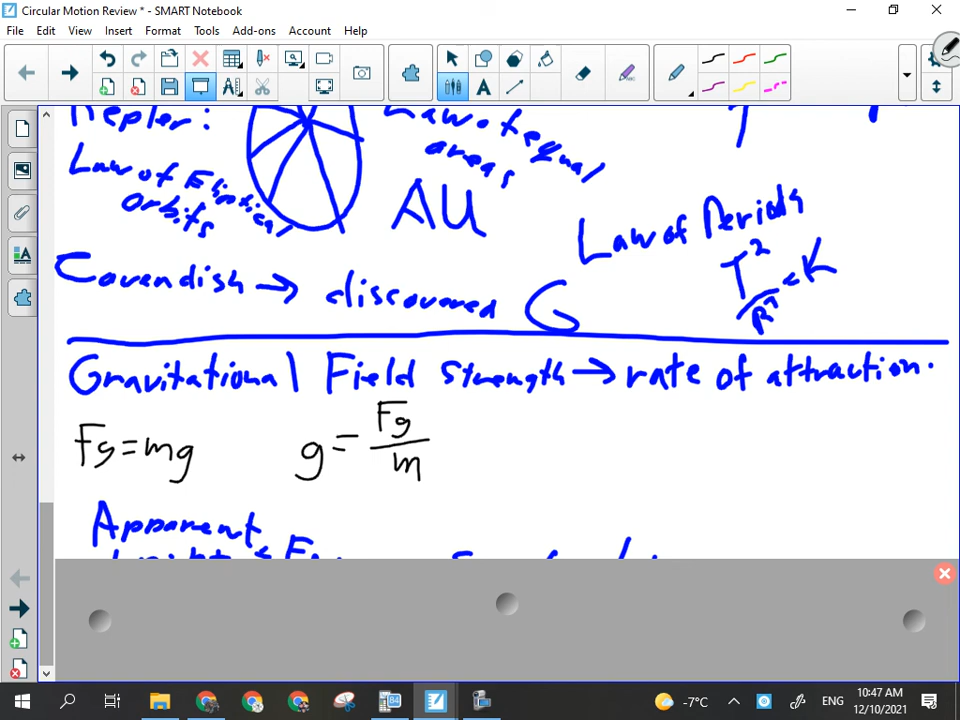 Circular Motion Review * - SMART Notebook
File Edit View Insert Format Tools Add-ons Account Help
Kepler:
Law of equal
areas
Law of Eliptical
orbits
AU
Law of Periods
T²
= K
R³
Cavendish → discovered G
Gravitational Field Strength → rate of attraction.
Fg = mg
g = Fg
m
Apparent
-7°C
ENG
10:47 AM
12/10/2021